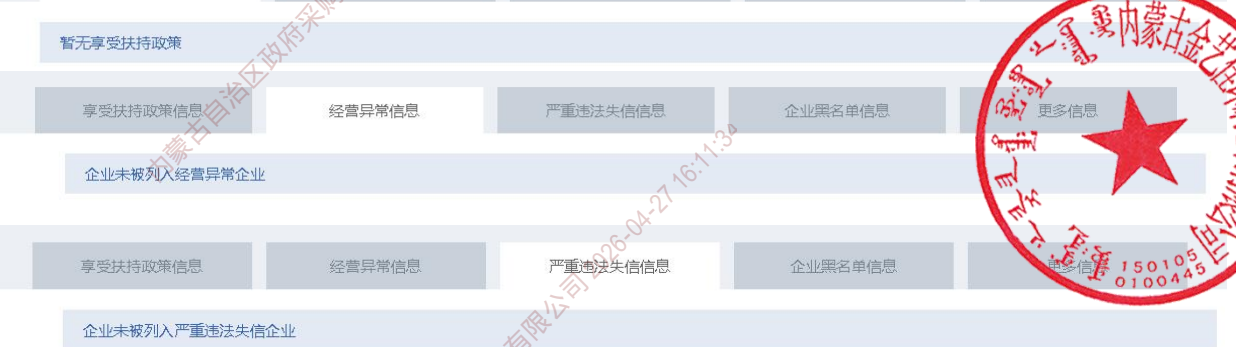 暂无享受扶持政策
享受扶持政策信息 经营异常信息 严重违法失信信息 企业黑名单信息 更多信息
企业未被列入经营异常企业
享受扶持政策信息 经营异常信息 严重违法失信信息 企业黑名单信息 更多信息
企业未被列入严重违法失信企业
内蒙古自治区政府采购
有限公司 2026-04-27 16:11:34
内蒙古金艺佳
公司
150105
0100445